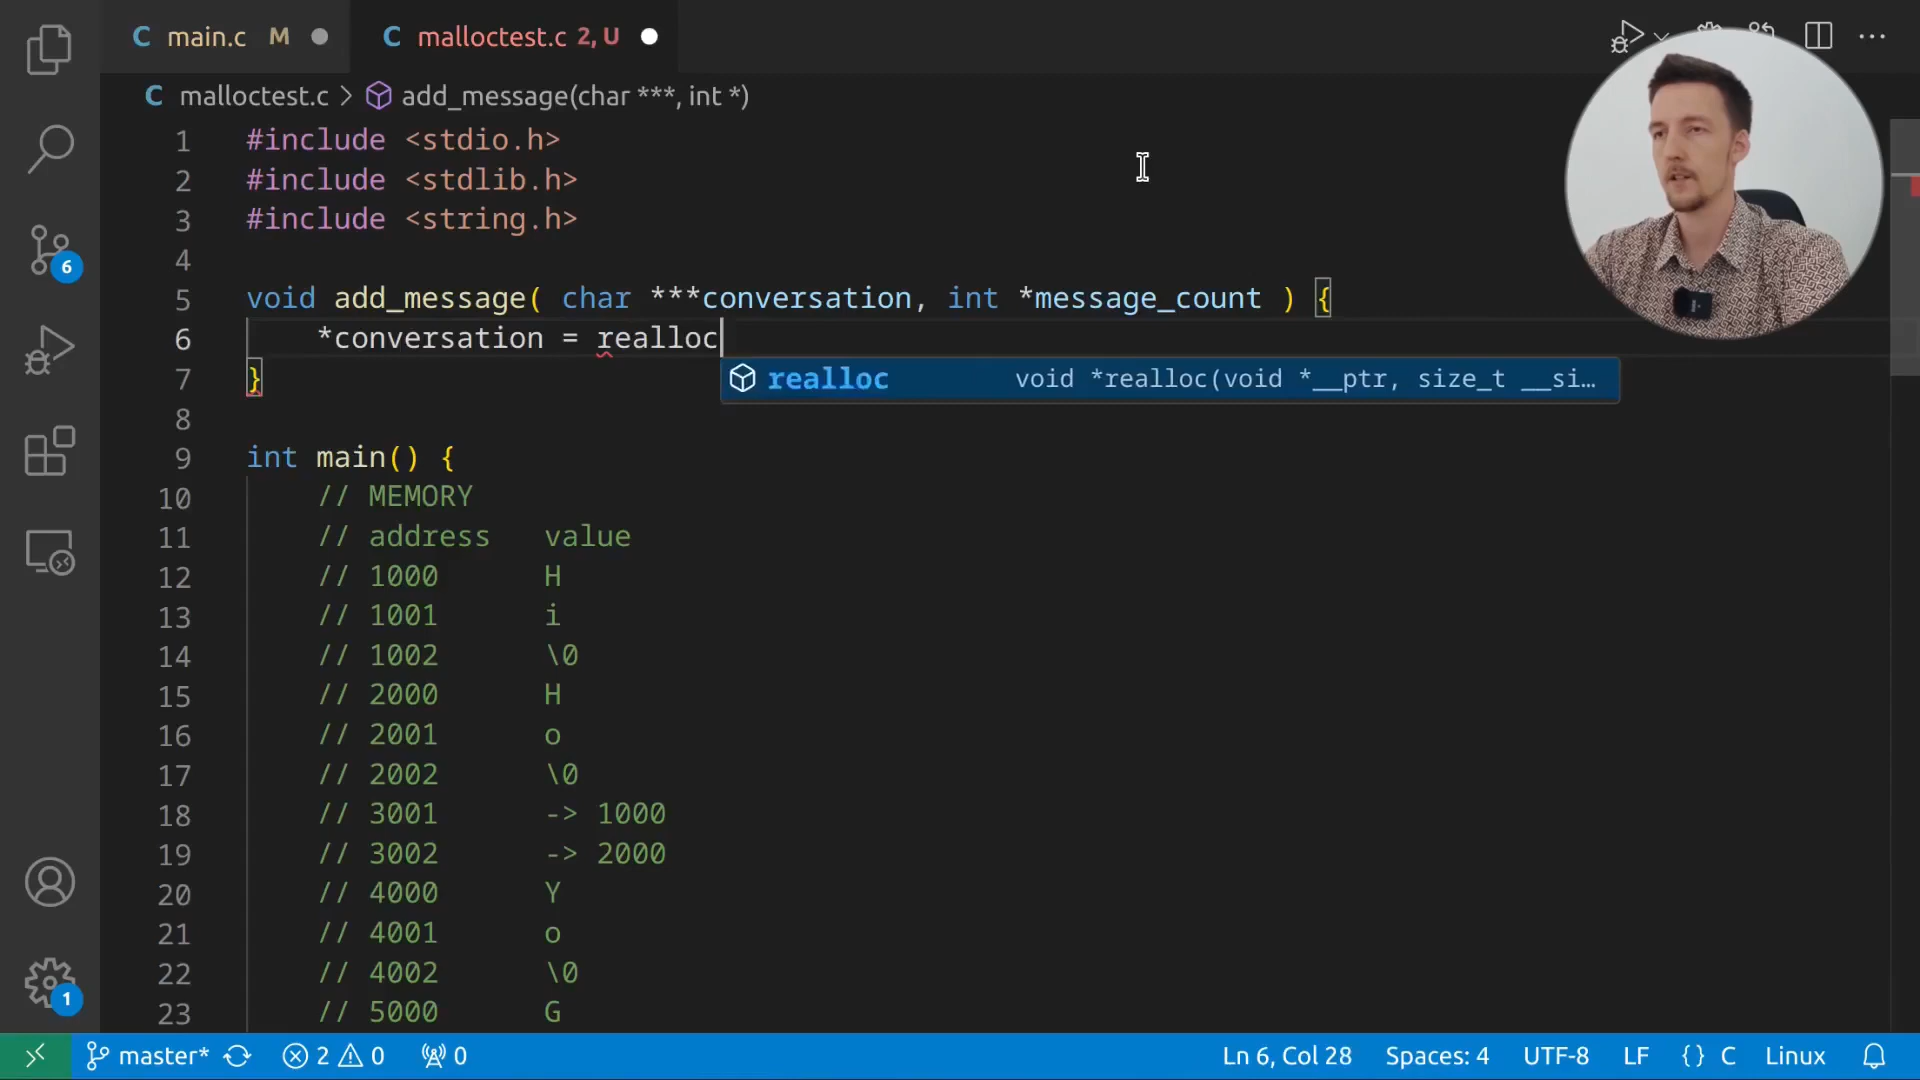 C main.c M
C malloctest.c 2, U
C malloctest.c > add_message(char ***, int *)
1 #include <stdio.h>
2 #include <stdlib.h>
3 #include <string.h>
4
5 void add_message( char ***conversation, int *message_count ) {
6 *conversation = realloc
realloc void *realloc(void *__ptr, size_t __si…
7 }
8
9 int main() {
10 // MEMORY
11 // address value
12 // 1000 H
13 // 1001 i
14 // 1002 \0
15 // 2000 H
16 // 2001 o
17 // 2002 \0
18 // 3001 -> 1000
19 // 3002 -> 2000
20 // 4000 Y
21 // 4001 o
22 // 4002 \0
23 // 5000 G
6
1
master* 2 0 0 Ln 6, Col 28 Spaces: 4 UTF-8 LF {} C Linux